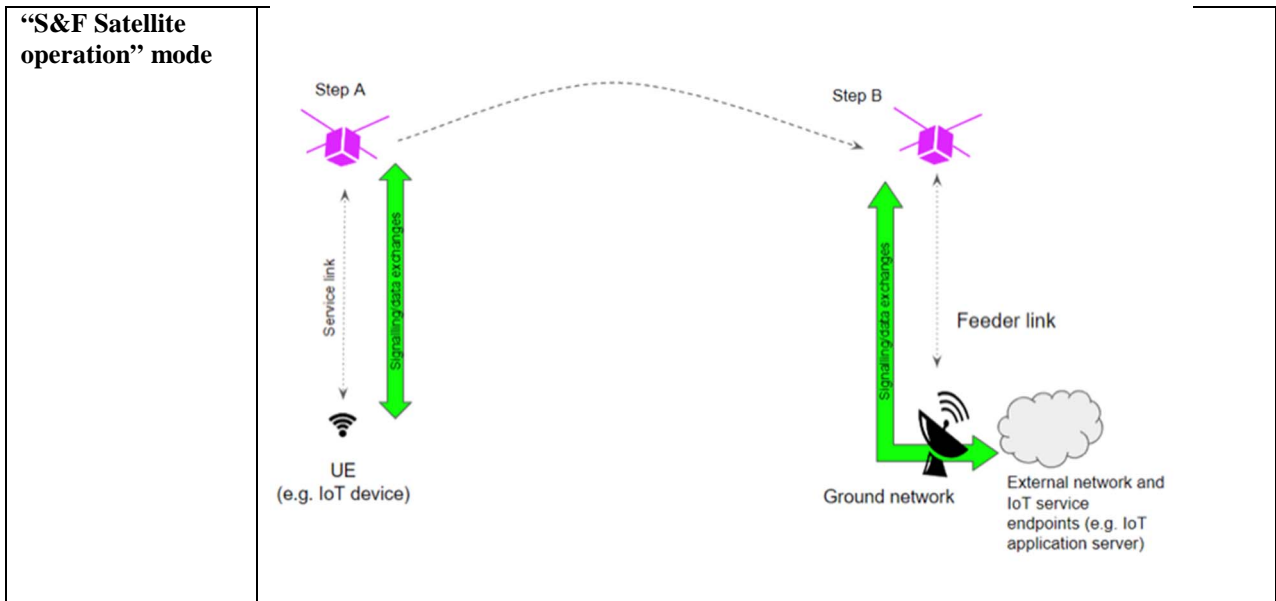 “S&F Satellite
operation” mode
Step A
Step B
Service link
Signalling/data exchanges
Signalling/data exchanges
Feeder link
UE
(e.g. IoT device)
Ground network
External network and
IoT service
endpoints (e.g. IoT
application server)